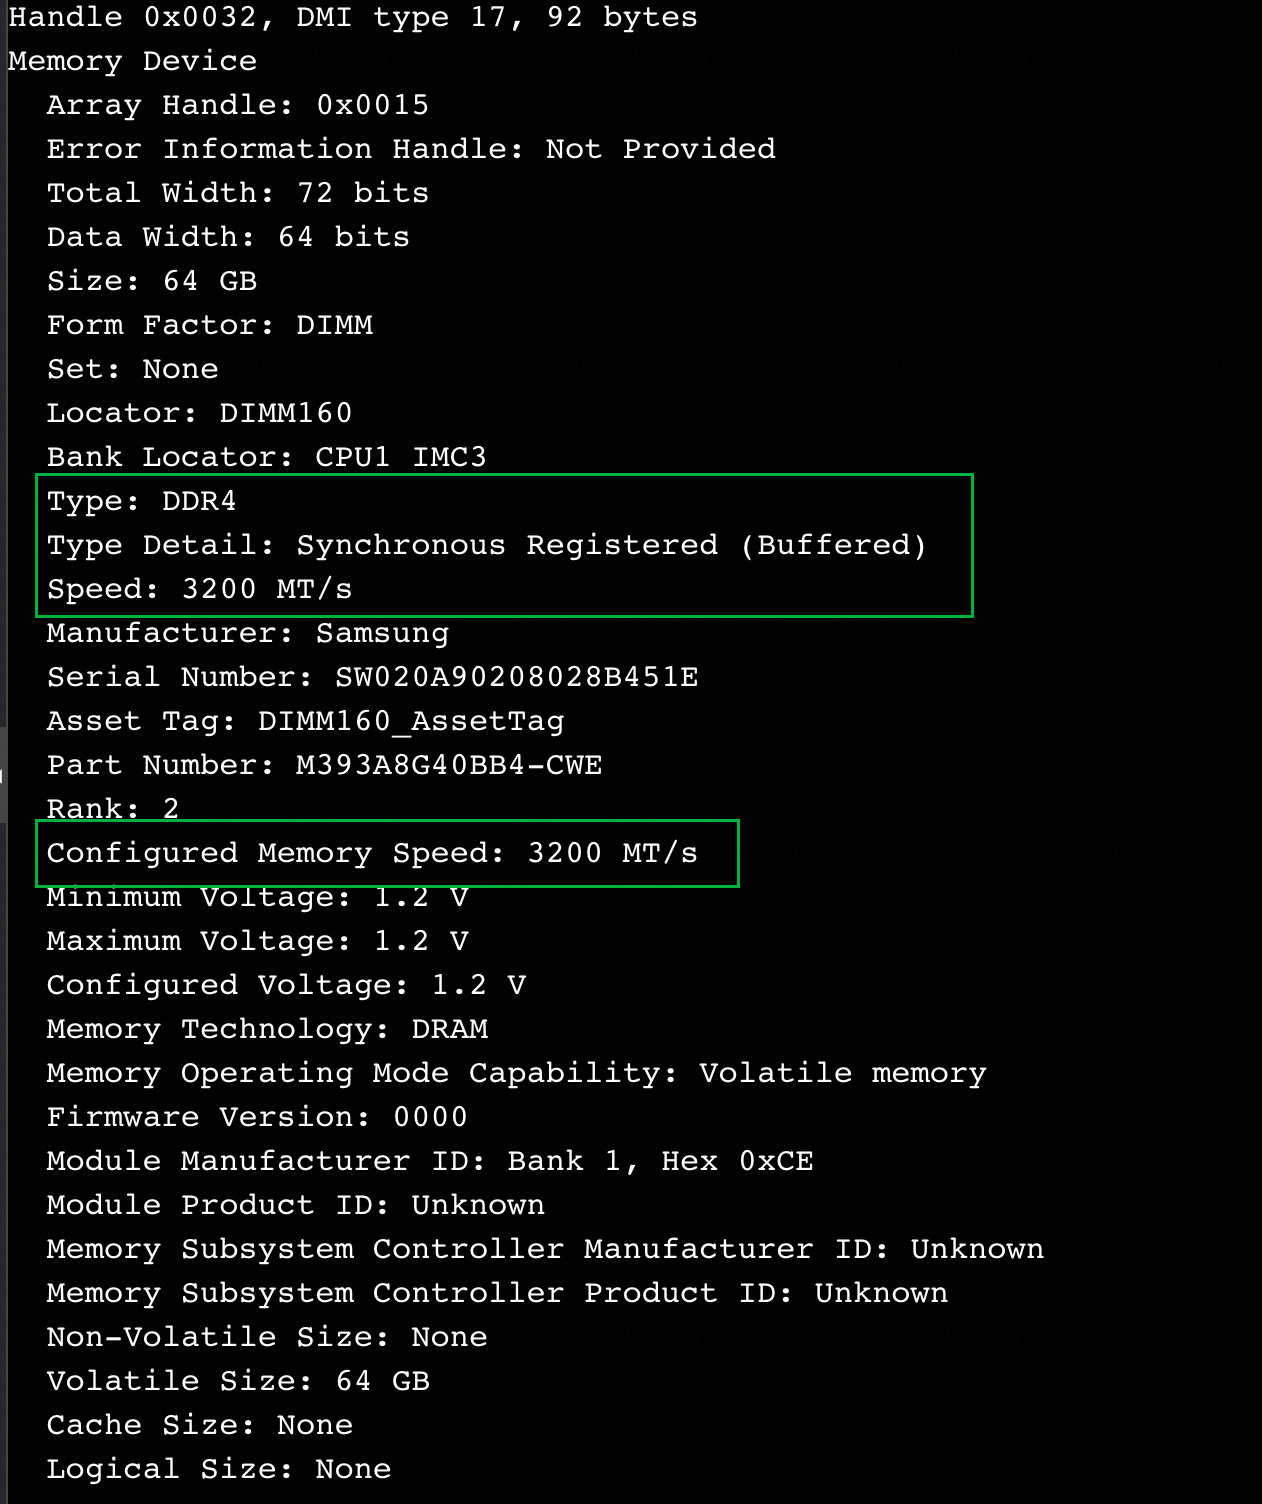 Handle 0x0032, DMI type 17, 92 bytes
Memory Device
Array Handle: 0x0015
Error Information Handle: Not Provided
Total Width: 72 bits
Data Width: 64 bits
Size: 64 GB
Form Factor: DIMM
Set: None
Locator: DIMM160
Bank Locator: CPU1 IMC3
Type: DDR4
Type Detail: Synchronous Registered (Buffered)
Speed: 3200 MT/s
Manufacturer: Samsung
Serial Number: SW020A90208028B451E
Asset Tag: DIMM160_AssetTag
Part Number: M393A8G40BB4-CWE
Rank: 2
Configured Memory Speed: 3200 MT/s
Minimum Voltage: 1.2 V
Maximum Voltage: 1.2 V
Configured Voltage: 1.2 V
Memory Technology: DRAM
Memory Operating Mode Capability: Volatile memory
Firmware Version: 0000
Module Manufacturer ID: Bank 1, Hex 0xCE
Module Product ID: Unknown
Memory Subsystem Controller Manufacturer ID: Unknown
Memory Subsystem Controller Product ID: Unknown
Non-Volatile Size: None
Volatile Size: 64 GB
Cache Size: None
Logical Size: None